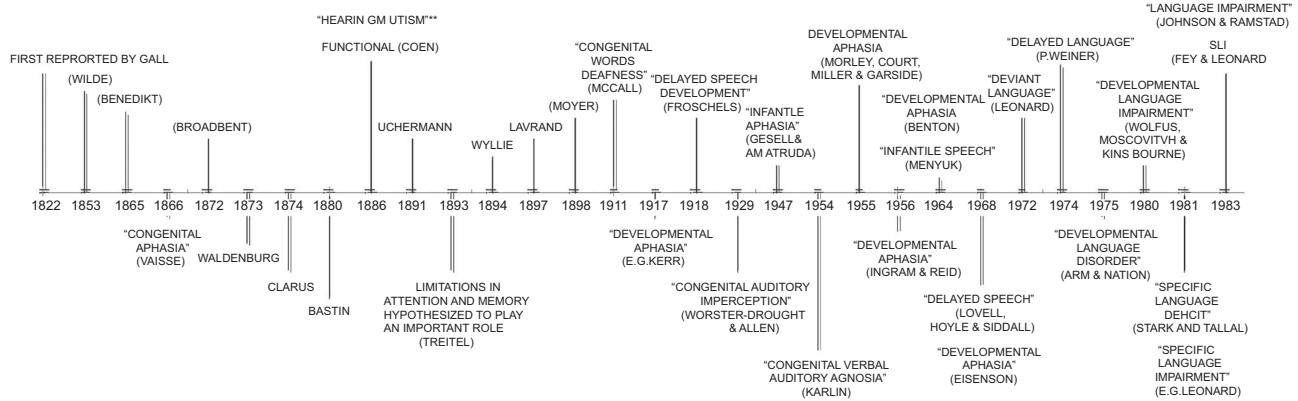 "LANGUAGE IMPAIRMENT"
(JOHNSON & RAMSTAD)
"HEARIN GM UTISM"**
FUNCTIONAL (COEN)
FIRST REPRORTED BY GALL
(WILDE)
(BENEDIKT)
(BROADBENT)
UCHERMANN
WYLLIE
LAVRAND
(MOYER)
"CONGENITAL
WORDS
DEAFNESS"
(MCCALL)
"DELAYED SPEECH
DEVELOPMENT"
(FROSCHELS)
"INFANTLE
APHASIA"
(GESELL&
AM ATRUDA)
DEVELOPMENTAL
APHASIA
(MORLEY, COURT,
MILLER & GARSIDE)
"DEVELOPMENTAL
APHASIA
(BENTON)
"INFANTILE SPEECH"
(MENYUK)
"DEVIANT
LANGUAGE"
(LEONARD)
"DELAYED LANGUAGE"
(P.WEINER)
"DEVELOPMENTAL
LANGUAGE
IMPAIRMENT"
(WOLFUS,
MOSCOVITVH
& KINS BOURNE)
SLI
(FEY & LEONARD
1822 1853 1865 1866 1872 1873 1874 1880 1886 1891 1893 1894 1897 1898 1911 1917 1918 1929 1947 1954 1955 1956 1964 1968 1972 1974 1975 1980 1981 1983
"CONGENITAL
APHASIA"
(VAISSE)
WALDENBURG
CLARUS
BASTIN
LIMITATIONS IN
ATTENTION AND MEMORY
HYPOTHESIZED TO PLAY
AN IMPORTANT ROLE
(TREITEL)
"DEVELOPMENTAL
APHASIA"
(E.G.KERR)
"CONGENITAL AUDITORY
IMPERCEPTION"
(WORSTER-DROUGHT
& ALLEN)
"CONGENITAL VERBAL
AUDITORY AGNOSIA"
(KARLIN)
"DEVELOPMENTAL
APHASIA"
(INGRAM & REID)
"DELAYED SPEECH"
(LOVELL,
HOYLE & SIDDALL)
"DEVELOPMENTAL
APHASIA"
(EISENSON)
"DEVELOPMENTAL
LANGUAGE
DISORDER"
(ARM & NATION)
"SPECIFIC
LANGUAGE
DEHCIT"
(STARK AND TALLAL)
"SPECIFIC
LANGUAGE
IMPAIRMENT"
(E.G.LEONARD)